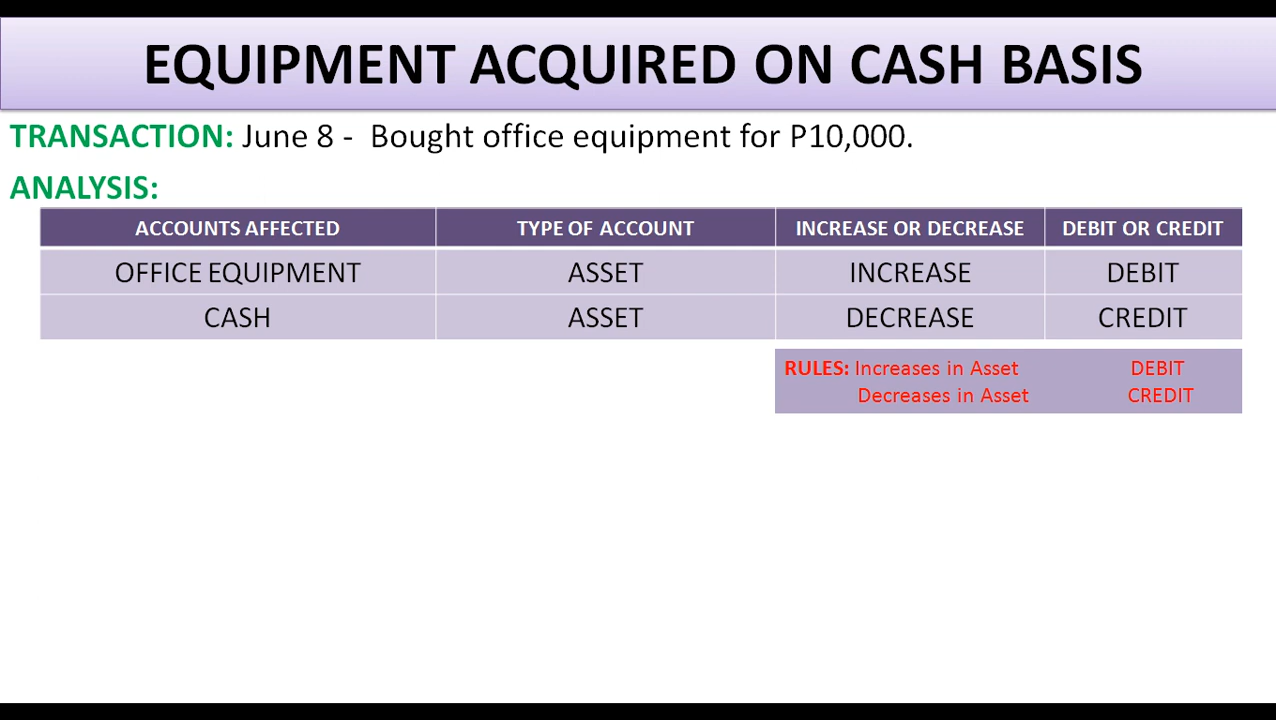 EQUIPMENT ACQUIRED ON CASH BASIS
TRANSACTION: June 8 - Bought office equipment for P10,000.
ANALYSIS:
ACCOUNTS AFFECTED TYPE OF ACCOUNT INCREASE OR DECREASE DEBIT OR CREDIT
OFFICE EQUIPMENT ASSET INCREASE DEBIT
CASH ASSET DECREASE CREDIT
RULES: Increases in Asset DEBIT
Decreases in Asset CREDIT